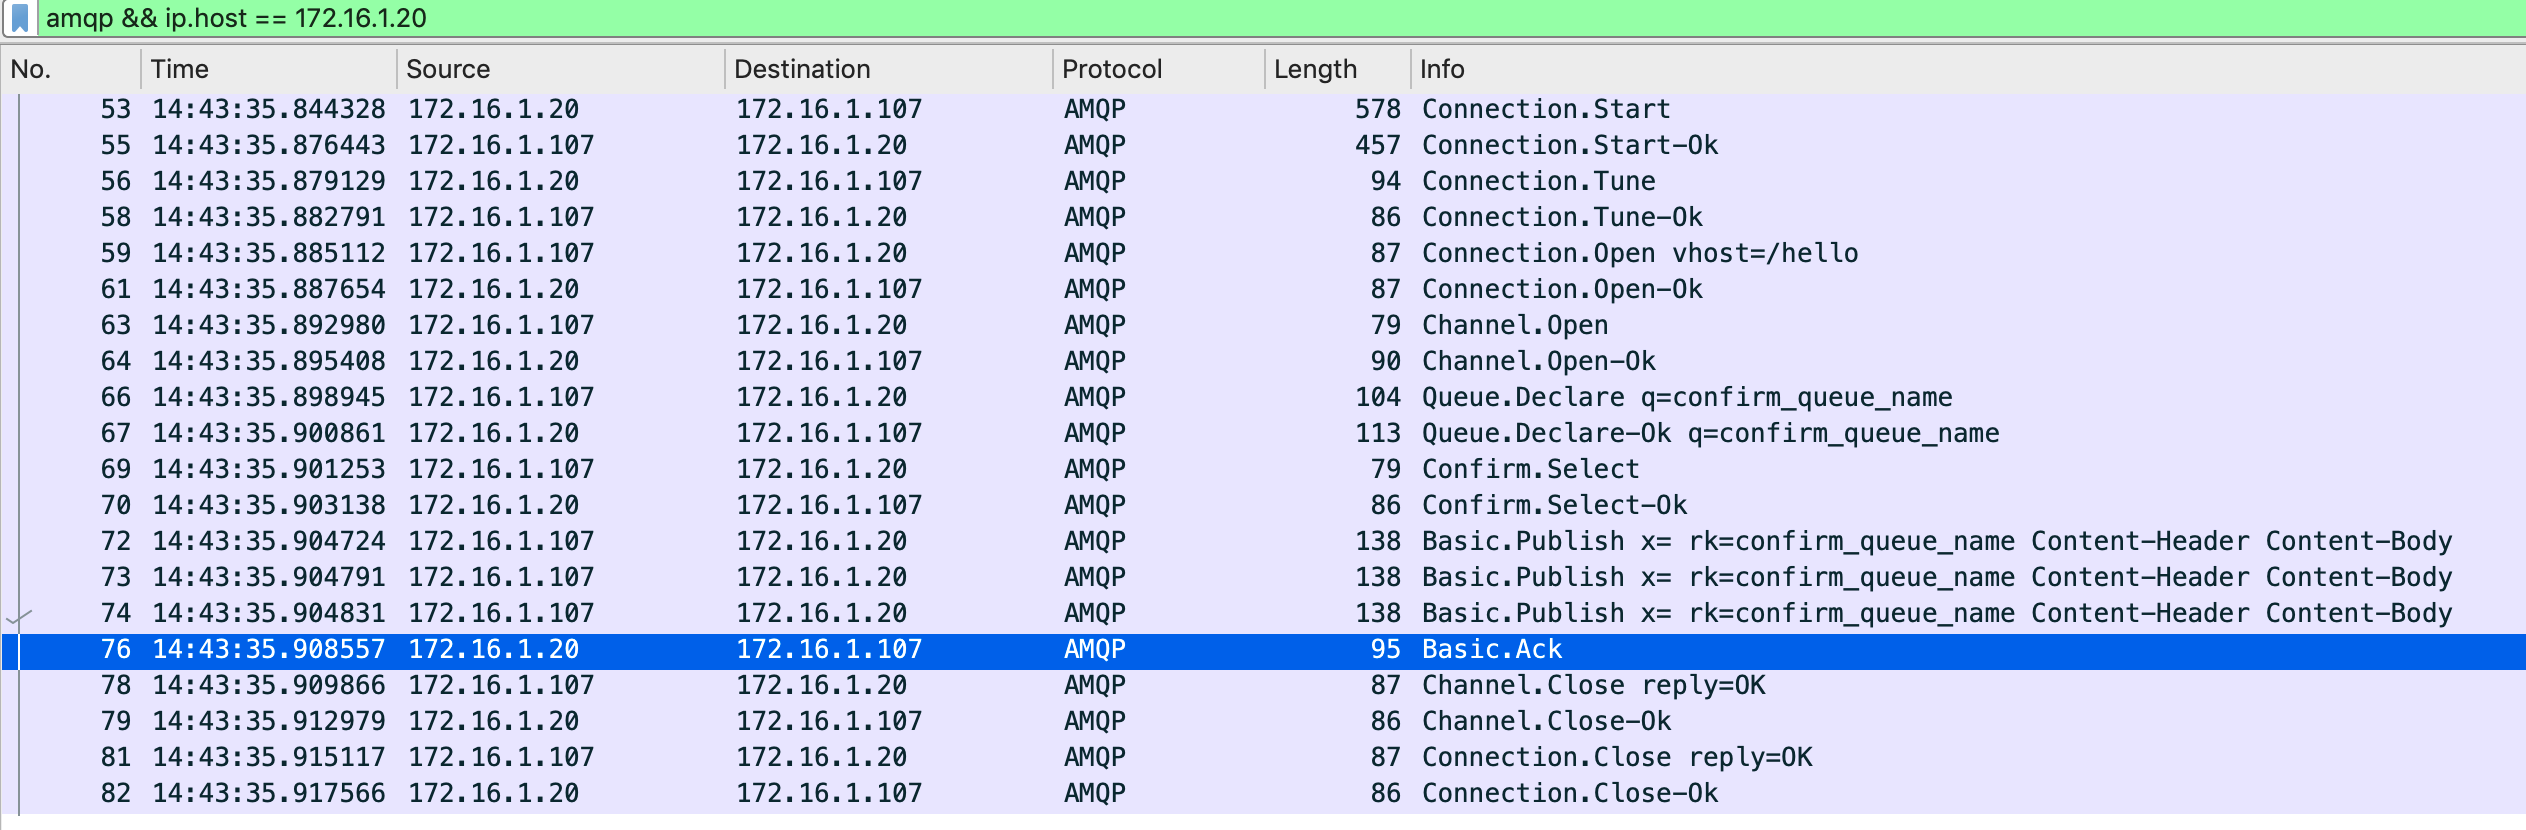 amqp && ip.host == 172.16.1.20
No. Time Source Destination Protocol Length Info
53 14:43:35.844328 172.16.1.20 172.16.1.107 AMQP 578 Connection.Start
55 14:43:35.876443 172.16.1.107 172.16.1.20 AMQP 457 Connection.Start-Ok
56 14:43:35.879129 172.16.1.20 172.16.1.107 AMQP 94 Connection.Tune
58 14:43:35.882791 172.16.1.107 172.16.1.20 AMQP 86 Connection.Tune-Ok
59 14:43:35.885112 172.16.1.107 172.16.1.20 AMQP 87 Connection.Open vhost=/hello
61 14:43:35.887654 172.16.1.20 172.16.1.107 AMQP 87 Connection.Open-Ok
63 14:43:35.892980 172.16.1.107 172.16.1.20 AMQP 79 Channel.Open
64 14:43:35.895408 172.16.1.20 172.16.1.107 AMQP 90 Channel.Open-Ok
66 14:43:35.898945 172.16.1.107 172.16.1.20 AMQP 104 Queue.Declare q=confirm_queue_name
67 14:43:35.900861 172.16.1.20 172.16.1.107 AMQP 113 Queue.Declare-Ok q=confirm_queue_name
69 14:43:35.901253 172.16.1.107 172.16.1.20 AMQP 79 Confirm.Select
70 14:43:35.903138 172.16.1.20 172.16.1.107 AMQP 86 Confirm.Select-Ok
72 14:43:35.904724 172.16.1.107 172.16.1.20 AMQP 138 Basic.Publish x= rk=confirm_queue_name Content-Header Content-Body
73 14:43:35.904791 172.16.1.107 172.16.1.20 AMQP 138 Basic.Publish x= rk=confirm_queue_name Content-Header Content-Body
74 14:43:35.904831 172.16.1.107 172.16.1.20 AMQP 138 Basic.Publish x= rk=confirm_queue_name Content-Header Content-Body
76 14:43:35.908557 172.16.1.20 172.16.1.107 AMQP 95 Basic.Ack
78 14:43:35.909866 172.16.1.107 172.16.1.20 AMQP 87 Channel.Close reply=OK
79 14:43:35.912979 172.16.1.20 172.16.1.107 AMQP 86 Channel.Close-Ok
81 14:43:35.915117 172.16.1.107 172.16.1.20 AMQP 87 Connection.Close reply=OK
82 14:43:35.917566 172.16.1.20 172.16.1.107 AMQP 86 Connection.Close-Ok